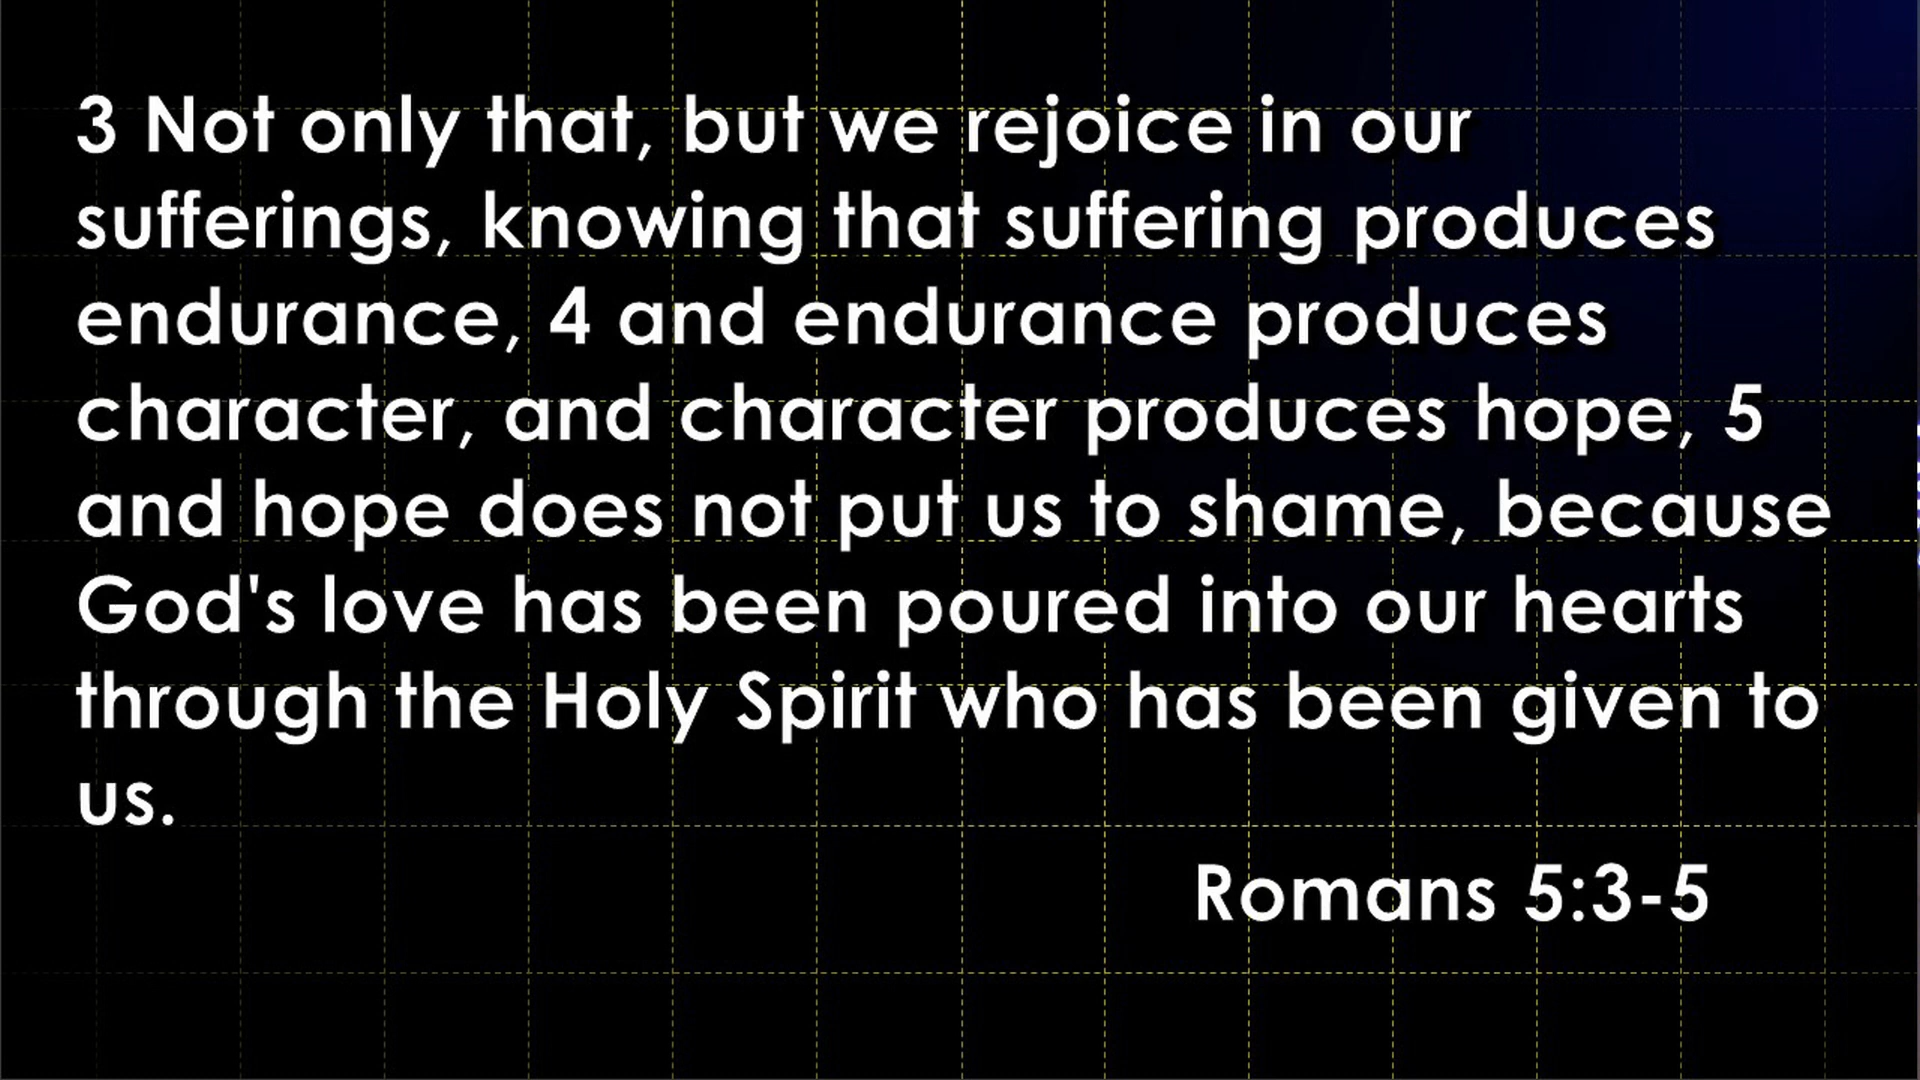 3 Not only that, but we rejoice in our
sufferings, knowing that suffering produces
endurance, 4 and endurance produces
character, and character produces hope, 5
and hope does not put us to shame, because
God's love has been poured into our hearts
through the Holy Spirit who has been given to
us.
Romans 5:3-5